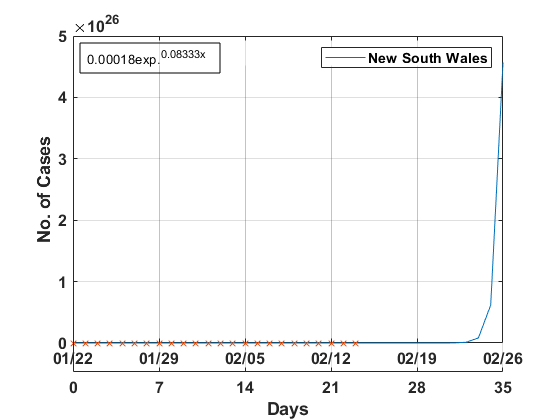 ×10^26
5
0.00018exp.^0.08333x
New South Wales
4
3
2
1
0
No. of Cases
01/22 01/29 02/05 02/12 02/19 02/26
0 7 14 21 28 35
Days